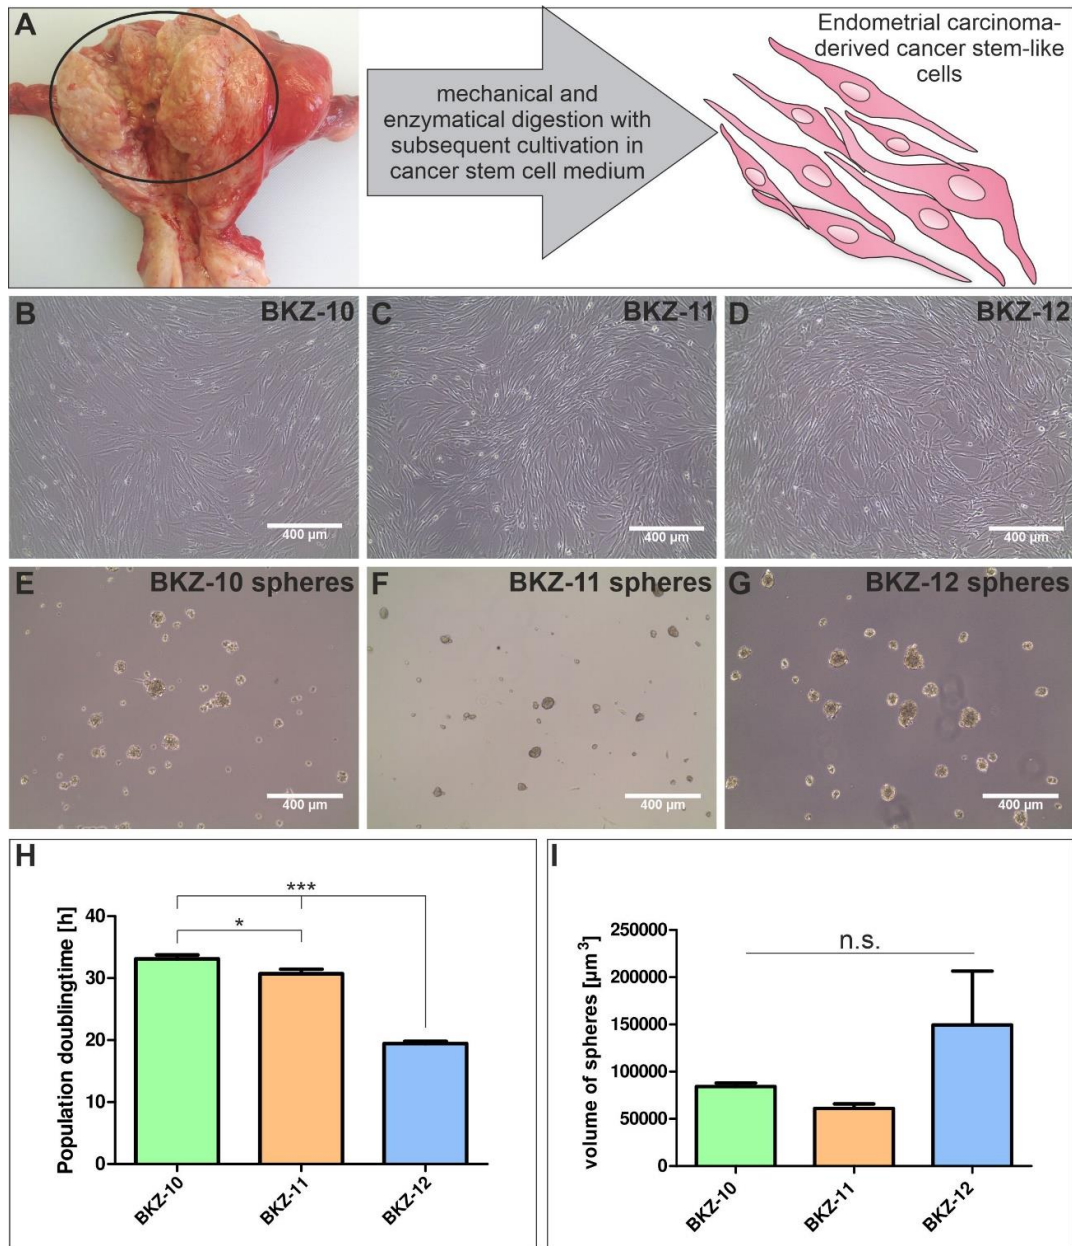 A
mechanical and
enzymatical digestion with
subsequent cultivation in
cancer stem cell medium
Endometrial carcinoma-
derived cancer stem-like
cells
B
BKZ-10
C
BKZ-11
D
BKZ-12
400 µm
400 µm
400 µm
E
BKZ-10 spheres
F
BKZ-11 spheres
G
BKZ-12 spheres
400 µm
400 µm
400 µm
H
Population doublingtime [h]
40
30
20
10
0
***
*
BKZ-10
BKZ-11
BKZ-12
I
volume of spheres [µm³]
250000
200000
150000
100000
50000
0
n.s.
BKZ-10
BKZ-11
BKZ-12